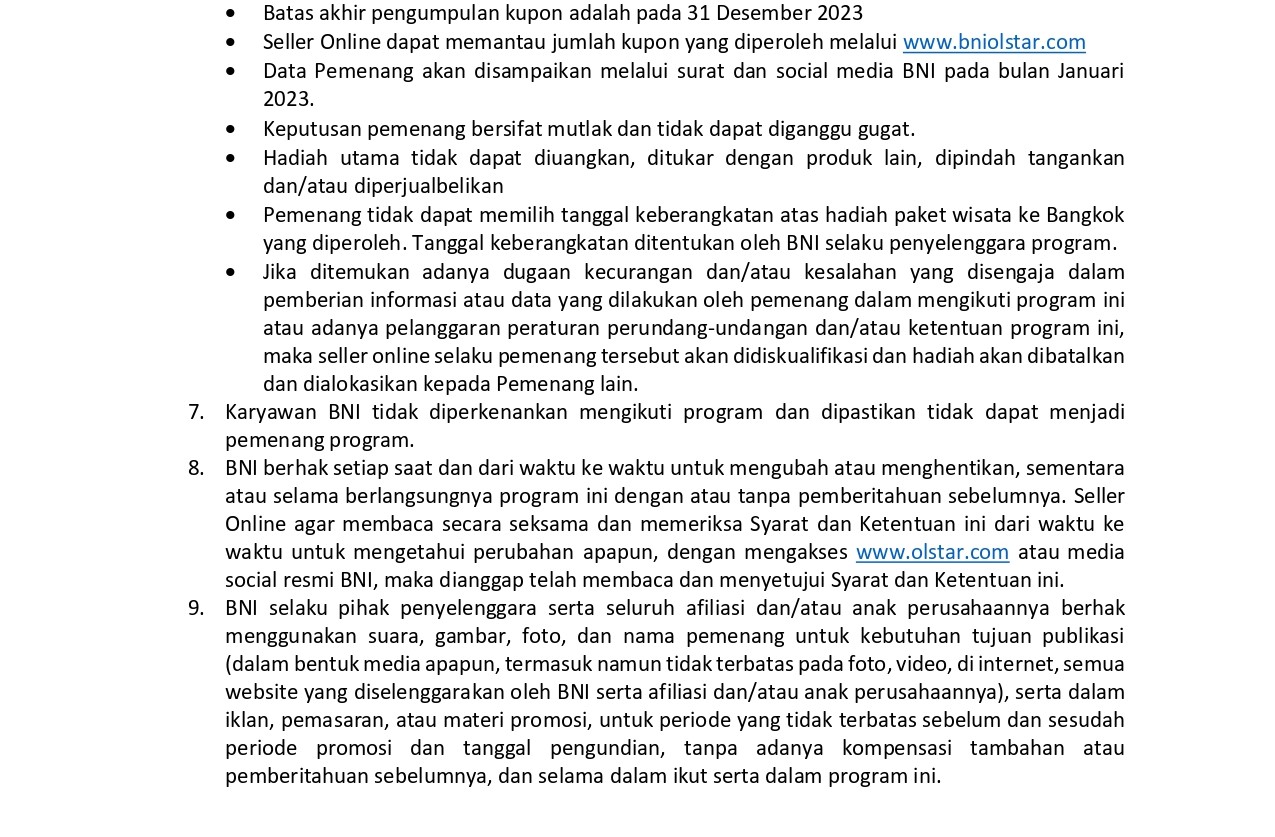 • Batas akhir pengumpulan kupon adalah pada 31 Desember 2023
• Seller Online dapat memantau jumlah kupon yang diperoleh melalui www.bniolstar.com
• Data Pemenang akan disampaikan melalui surat dan social media BNI pada bulan Januari
2023.
• Keputusan pemenang bersifat mutlak dan tidak dapat diganggu gugat.
• Hadiah utama tidak dapat diuangkan, ditukar dengan produk lain, dipindah tangankan
dan/atau diperjualbelikan
• Pemenang tidak dapat memilih tanggal keberangkatan atas hadiah paket wisata ke Bangkok
yang diperoleh. Tanggal keberangkatan ditentukan oleh BNI selaku penyelenggara program.
• Jika ditemukan adanya dugaan kecurangan dan/atau kesalahan yang disengaja dalam
pemberian informasi atau data yang dilakukan oleh pemenang dalam mengikuti program ini
atau adanya pelanggaran peraturan perundang-undangan dan/atau ketentuan program ini,
maka seller online selaku pemenang tersebut akan didiskualifikasi dan hadiah akan dibatalkan
dan dialokasikan kepada Pemenang lain.
7. Karyawan BNI tidak diperkenankan mengikuti program dan dipastikan tidak dapat menjadi
pemenang program.
8. BNI berhak setiap saat dan dari waktu ke waktu untuk mengubah atau menghentikan, sementara
atau selama berlangsungnya program ini dengan atau tanpa pemberitahuan sebelumnya. Seller
Online agar membaca secara seksama dan memeriksa Syarat dan Ketentuan ini dari waktu ke
waktu untuk mengetahui perubahan apapun, dengan mengakses www.olstar.com atau media
social resmi BNI, maka dianggap telah membaca dan menyetujui Syarat dan Ketentuan ini.
9. BNI selaku pihak penyelenggara serta seluruh afiliasi dan/atau anak perusahaannya berhak
menggunakan suara, gambar, foto, dan nama pemenang untuk kebutuhan tujuan publikasi
(dalam bentuk media apapun, termasuk namun tidak terbatas pada foto, video, di internet, semua
website yang diselenggarakan oleh BNI serta afiliasi dan/atau anak perusahaannya), serta dalam
iklan, pemasaran, atau materi promosi, untuk periode yang tidak terbatas sebelum dan sesudah
periode promosi dan tanggal pengundian, tanpa adanya kompensasi tambahan atau
pemberitahuan sebelumnya, dan selama dalam ikut serta dalam program ini.